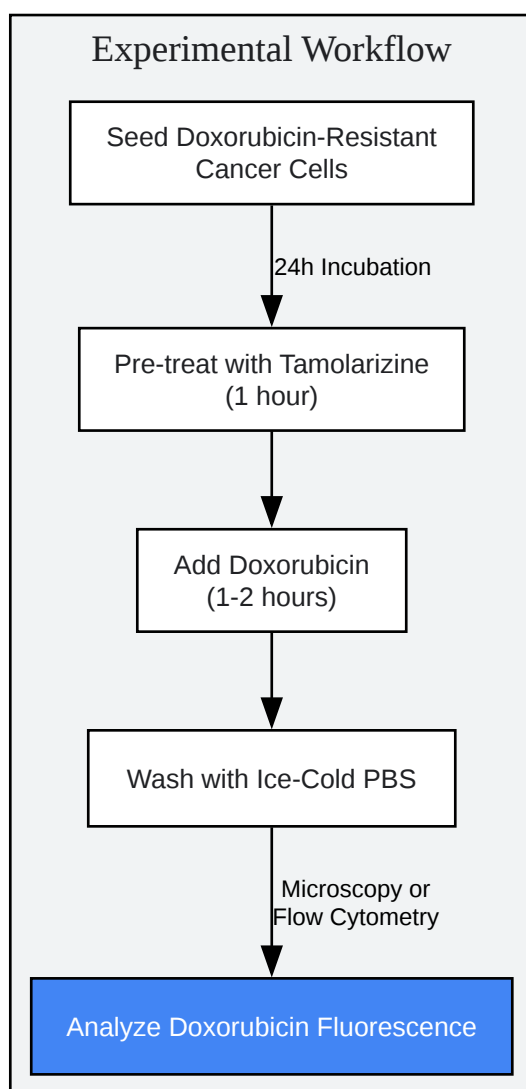 Experimental Workflow
Seed Doxorubicin-Resistant
Cancer Cells
24h Incubation
Pre-treat with Tamolarizine
(1 hour)
Add Doxorubicin
(1-2 hours)
Wash with Ice-Cold PBS
Microscopy or
Flow Cytometry
Analyze Doxorubicin Fluorescence